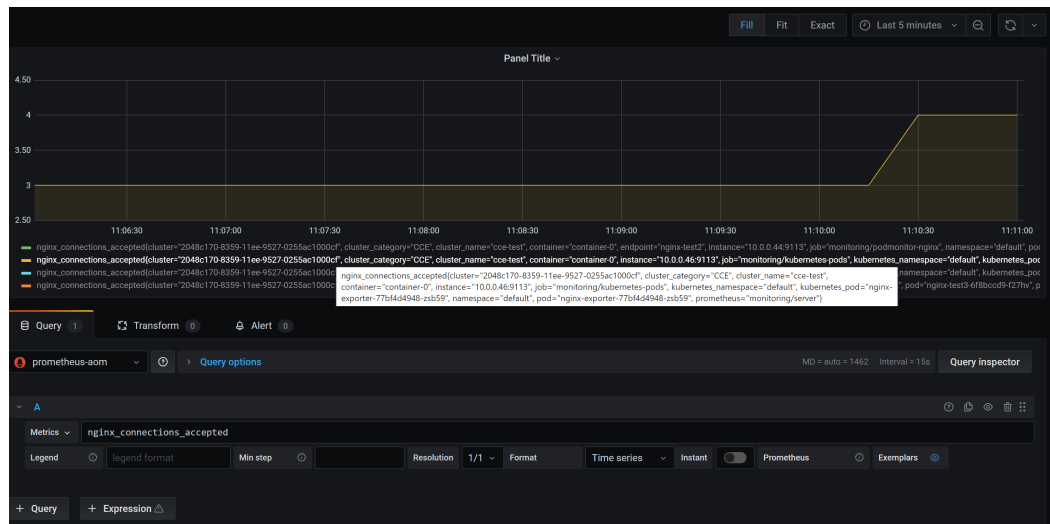 Fill Fit Exact Last 5 minutes
Panel Title
4.50
4
3.50
3
2.50
11:06:30 11:07:00 11:07:30 11:08:00 11:08:30 11:09:00 11:09:30 11:10:00 11:10:30 11:11:00
nginx_connections_accepted{cluster="2048c170-8359-11ee-9527-0255ac1000cf", cluster_category="CCE", cluster_name="cce-test", container="container-0", endpoint="nginx-test2", instance="10.0.0.44:9113", job="monitoring/podmonitor-nginx", namespace="default", pod
nginx_connections_accepted{cluster="2048c170-8359-11ee-9527-0255ac1000cf", cluster_category="CCE", cluster_name="cce-test", container="container-0", instance="10.0.0.46:9113", job="monitoring/kubernetes-pods", kubernetes_namespace="default", kubernetes_pod
nginx_connections_accepted{cluster="2048c170-8359-11ee-9527-0255ac1000c namespace="default", kubernetes_pod
nginx_connections_accepted{cluster="2048c170-8359-11ee-9527-0255ac1000c ", pod="nginx-test3-6f8bccd9-f27hv", p
nginx_connections_accepted{cluster="2048c170-8359-11ee-9527-0255ac1000cf", cluster_category="CCE", cluster_name="cce-test",
container="container-0", instance="10.0.0.46:9113", job="monitoring/kubernetes-pods", kubernetes_namespace="default", kubernetes_pod="nginx-
exporter-77bf4d4948-zsb59", namespace="default", pod="nginx-exporter-77bf4d4948-zsb59", prometheus="monitoring/server"}
Query 1 Transform 0 Alert 0
prometheus-aom Query options MD = auto = 1462 Interval = 15s Query inspector
A
Metrics nginx_connections_accepted
Legend legend format Min step Resolution 1/1 Format Time series Instant Prometheus Exemplars
+ Query + Expression